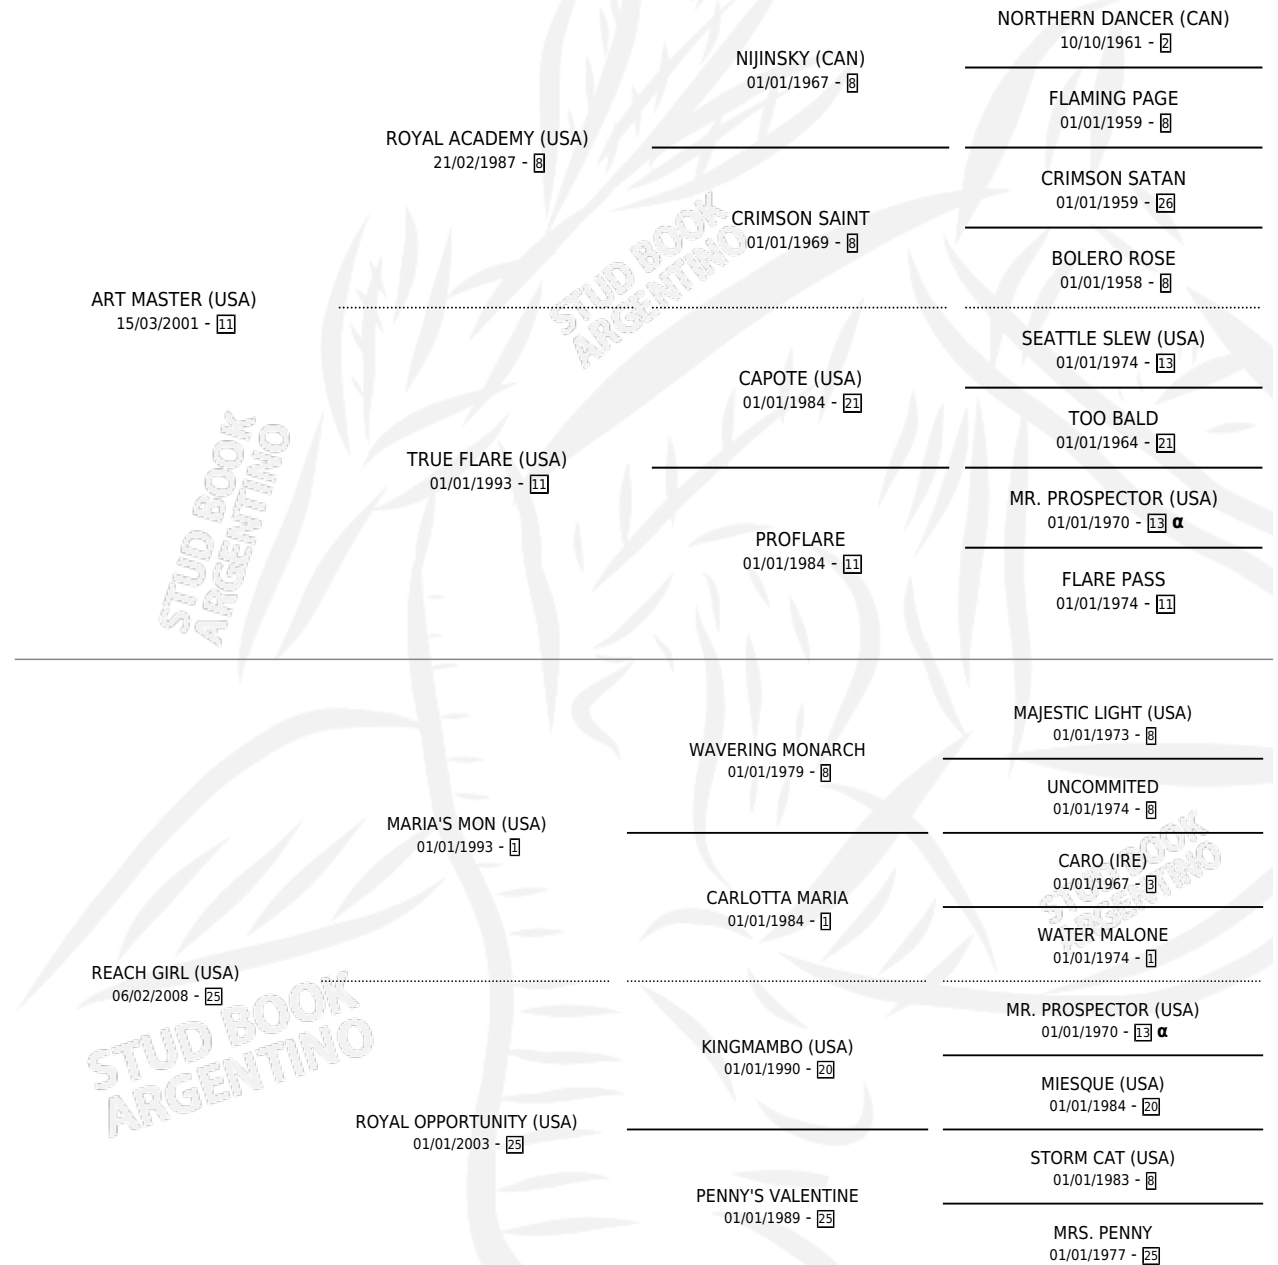 NORTHERN DANCER (CAN)
10/10/1961 - 2
NIJINSKY (CAN)
01/01/1967 - 8
FLAMING PAGE
01/01/1959 - 8
ROYAL ACADEMY (USA)
21/02/1987 - 8
CRIMSON SATAN
01/01/1959 - 26
CRIMSON SAINT
01/01/1969 - 8
BOLERO ROSE
01/01/1958 - 8
ART MASTER (USA)
15/03/2001 - 11
SEATTLE SLEW (USA)
01/01/1974 - 13
CAPOTE (USA)
01/01/1984 - 21
TOO BALD
01/01/1964 - 21
TRUE FLARE (USA)
01/01/1993 - 11
MR. PROSPECTOR (USA)
01/01/1970 - 13 α
PROFLARE
01/01/1984 - 11
FLARE PASS
01/01/1974 - 11
MAJESTIC LIGHT (USA)
01/01/1973 - 8
WAVERING MONARCH
01/01/1979 - 8
UNCOMMITED
01/01/1974 - 8
MARIA'S MON (USA)
01/01/1993 - 1
CARO (IRE)
01/01/1967 - 3
CARLOTTA MARIA
01/01/1984 - 1
WATER MALONE
01/01/1974 - 1
REACH GIRL (USA)
06/02/2008 - 25
MR. PROSPECTOR (USA)
01/01/1970 - 13 α
KINGMAMBO (USA)
01/01/1990 - 20
MIESQUE (USA)
01/01/1984 - 20
ROYAL OPPORTUNITY (USA)
01/01/2003 - 25
STORM CAT (USA)
01/01/1983 - 8
PENNY'S VALENTINE
01/01/1989 - 25
MRS. PENNY
01/01/1977 - 25
STUD BOOK
ARGENTINO
STUD BOOK
ARGENTINO
STUD BOOK
ARGENTINO
STUD BOOK
ARGENTINO